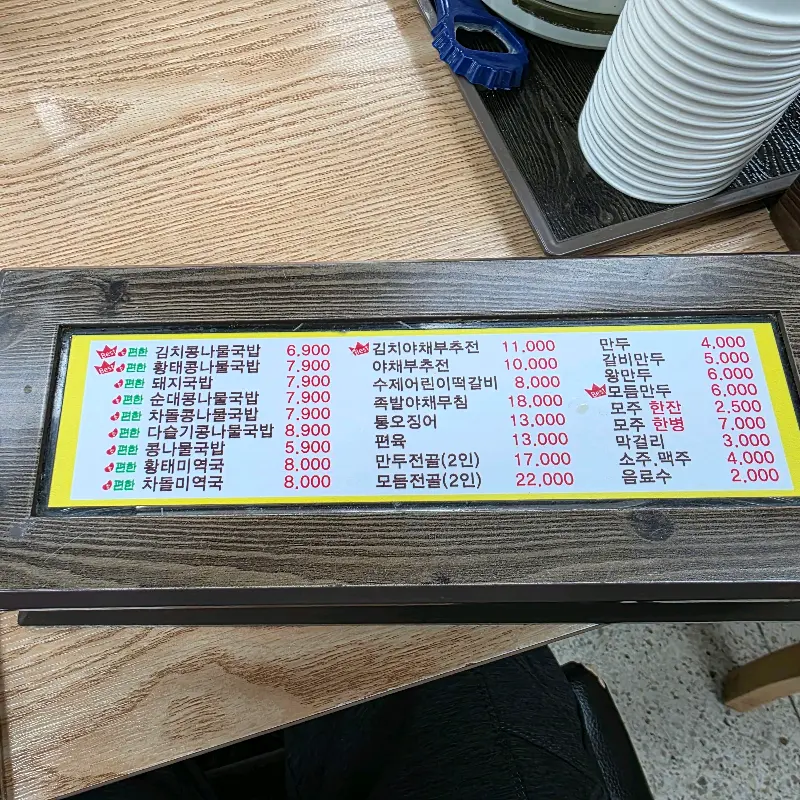 Best 편한 김치콩나물국밥 6,900
Best 편한 황태콩나물국밥 7,900
편한 돼지국밥 7,900
편한 순대콩나물국밥 7,900
편한 차돌콩나물국밥 7,900
편한 다슬기콩나물국밥 8,900
편한 콩나물국밥 5,900
편한 황태미역국 8,000
편한 차돌미역국 8,000
Best 김치야채부추전 11,000
야채부추전 10,000
수제어린이떡갈비 8,000
족발야채무침 18,000
통오징어 13,000
편육 13,000
만두전골(2인) 17,000
모듬전골(2인) 22,000
만두 4,000
갈비만두 5,000
왕만두 6,000
Best 모듬만두 6,000
모주 한잔 2,500
모주 한병 7,000
막걸리 3,000
소주.맥주 4,000
음료수 2,000